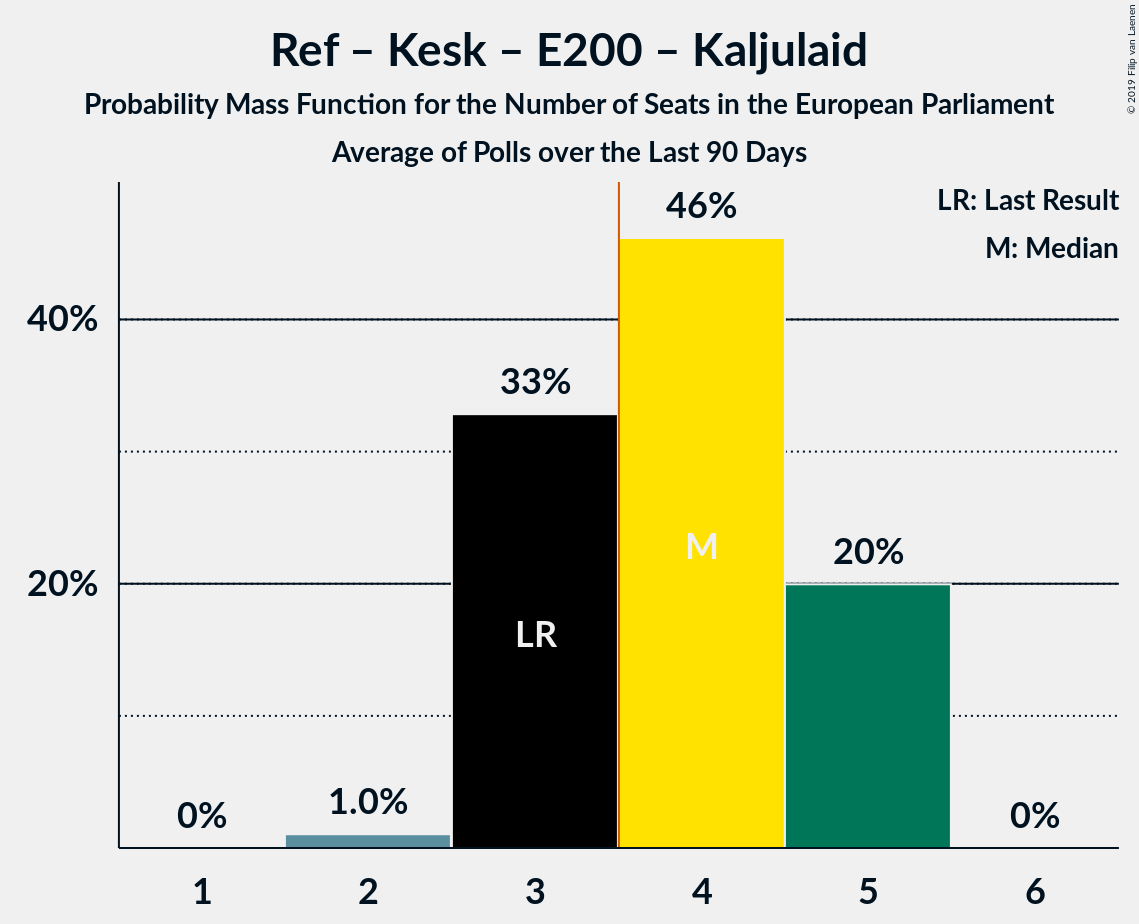 Ref – Kesk – E200 – Kaljulaid
Probability Mass Function for the Number of Seats in the European Parliament
Average of Polls over the Last 90 Days
© 2019 Filip van Laenen
LR: Last Result
M: Median
46%
40%
33%
M
20%
20%
LR
1.0%
0%
0%
1 2 3 4 5 6